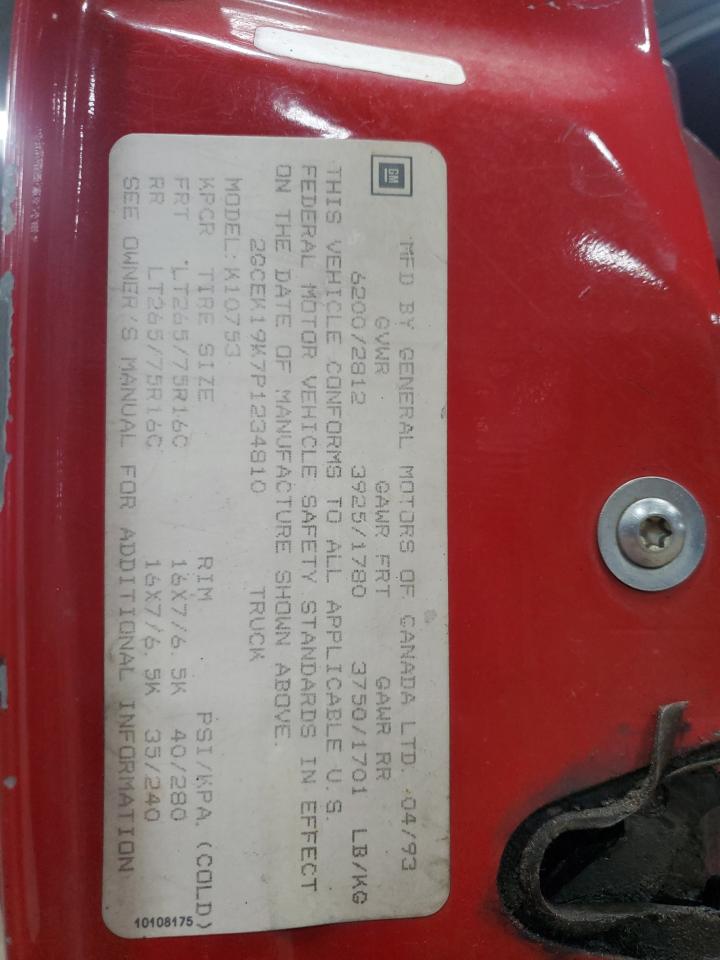 GM
MFD BY GENERAL MOTORS OF CANADA LTD. 04/93
GVWR GAWR FRT GAWR RR
6200/2812 3925/1780 3750/1701 LB/KG
THIS VEHICLE CONFORMS TO ALL APPLICABLE U.S.
FEDERAL MOTOR VEHICLE SAFETY STANDARDS IN EFFECT
ON THE DATE OF MANUFACTURE SHOWN ABOVE.
2GCEK19K7P1234810 TRUCK
MODEL: K10753
KPCR TIRE SIZE RIM PSI/KPA (COLD)
FRT LT265/75R16C 16X7/6.5K 40/280
RR LT265/75R16C 16X7/6.5K 35/240
SEE OWNER'S MANUAL FOR ADDITIONAL INFORMATION
10108175